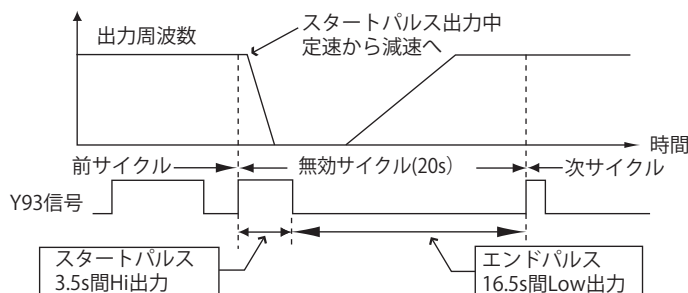 出力周波数
スタートパルス出力中
定速から減速へ
時間
前サイクル
無効サイクル(20s)
次サイクル
Y93信号
スタートパルス
3.5s間Hi出力
エンドパルス
16.5s間Low出力